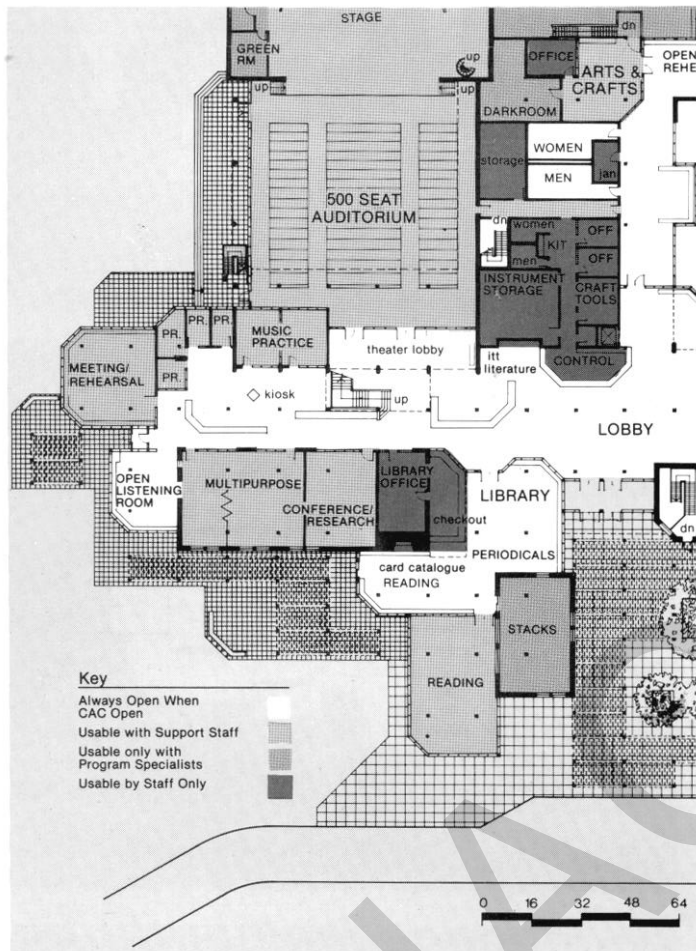 STAGE
GREEN
RM
up
up
up
dn
OFFICE
ARTS &
CRAFTS
OPEN
REHE
DARKROOM
storage
WOMEN
MEN
jan
500 SEAT
AUDITORIUM
dn
women
men
KIT
OFF
OFF
INSTRUMENT
STORAGE
CRAFT
TOOLS
CONTROL
PR.
PR.
PR.
PR.
MUSIC
PRACTICE
theater lobby
itt
literature
MEETING/
REHEARSAL
kiosk
up
LOBBY
OPEN
LISTENING
ROOM
MULTIPURPOSE
CONFERENCE/
RESEARCH
LIBRARY
OFFICE
checkout
LIBRARY
PERIODICALS
card catalogue
READING
dn
STACKS
READING
Key
Always Open When
CAC Open
Usable with Support Staff
Usable only with
Program Specialists
Usable by Staff Only
0 16 32 48 64